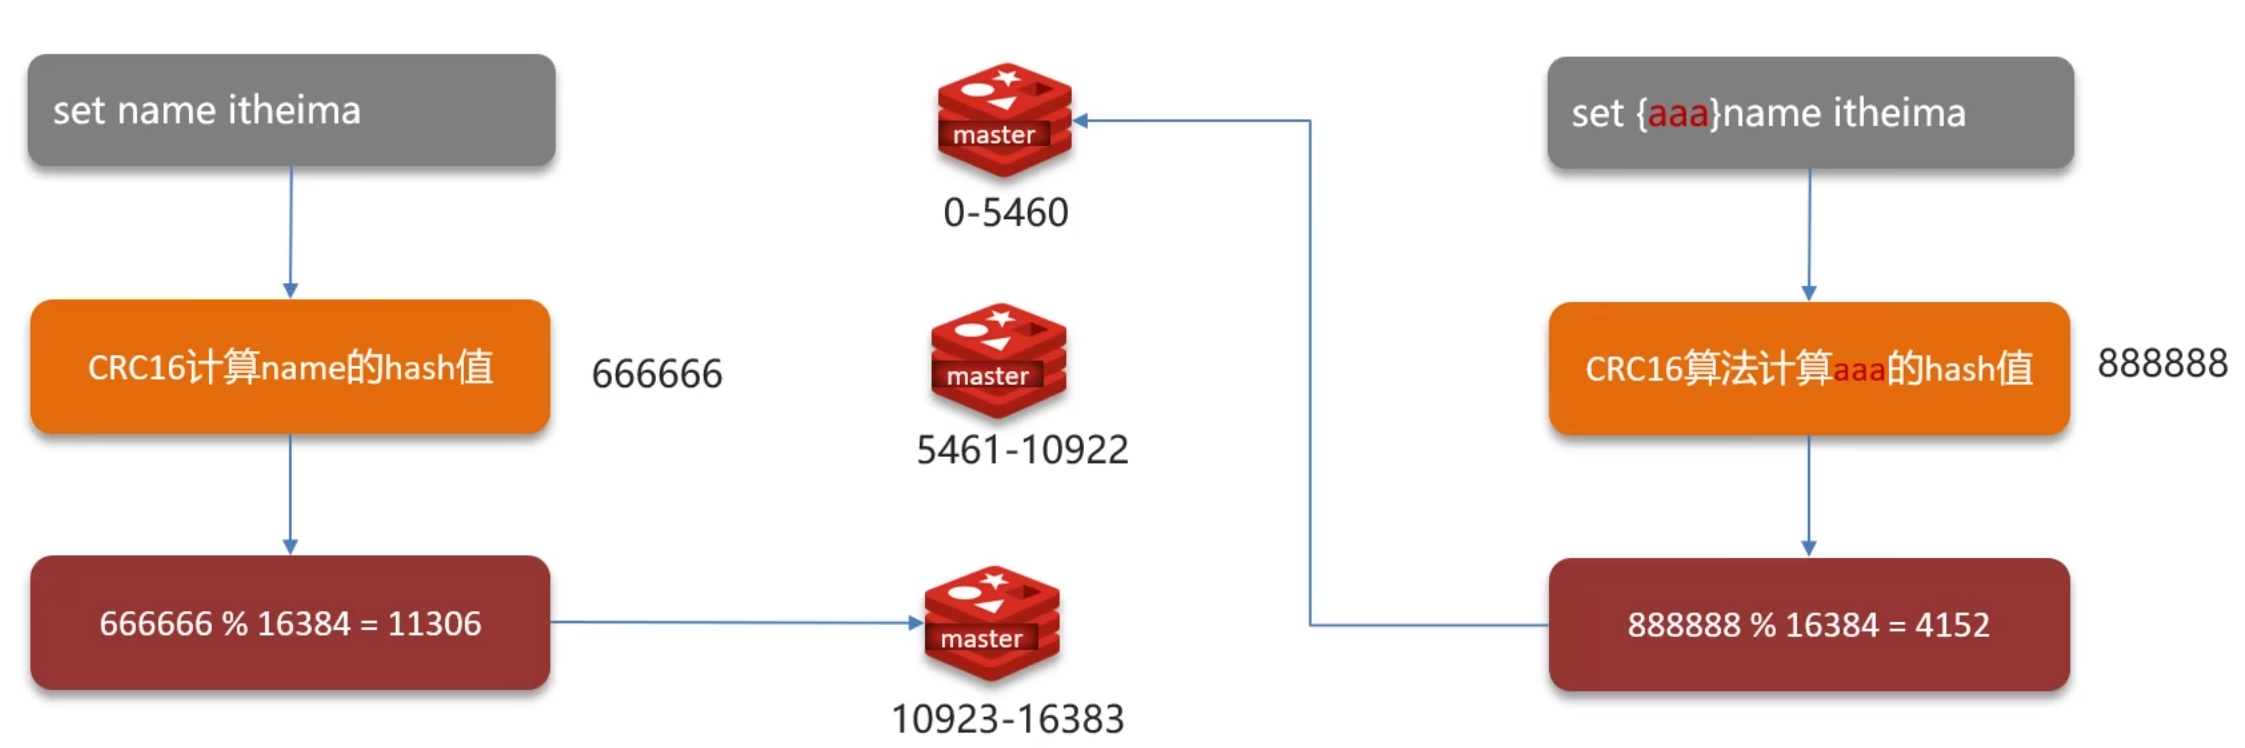 set name itheima
CRC16计算name的hash值
666666
666666 % 16384 = 11306
master
0-5460
master
5461-10922
master
10923-16383
set {aaa}name itheima
CRC16算法计算aaa的hash值
888888
888888 % 16384 = 4152